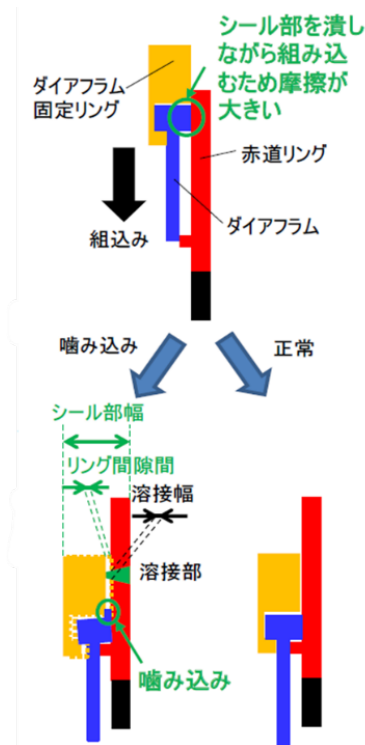 シール部を潰し
ながら組み込
むため摩擦が
大きい
ダイアフラム
固定リング
赤道リング
ダイアフラム
組込み
噛み込み
正常
シール部幅
リング間隙間
溶接幅
溶接部
噛み込み